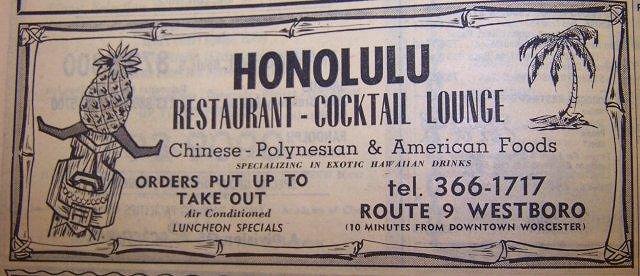 HONOLULU
RESTAURANT - COCKTAIL LOUNGE
Chinese - Polynesian & American Foods
SPECIALIZING IN EXOTIC HAWAIIAN DRINKS
ORDERS PUT UP TO
TAKE OUT
Air Conditioned
LUNCHEON SPECIALS
tel. 366-1717
ROUTE 9 WESTBORO
(10 MINUTES FROM DOWNTOWN WORCESTER)